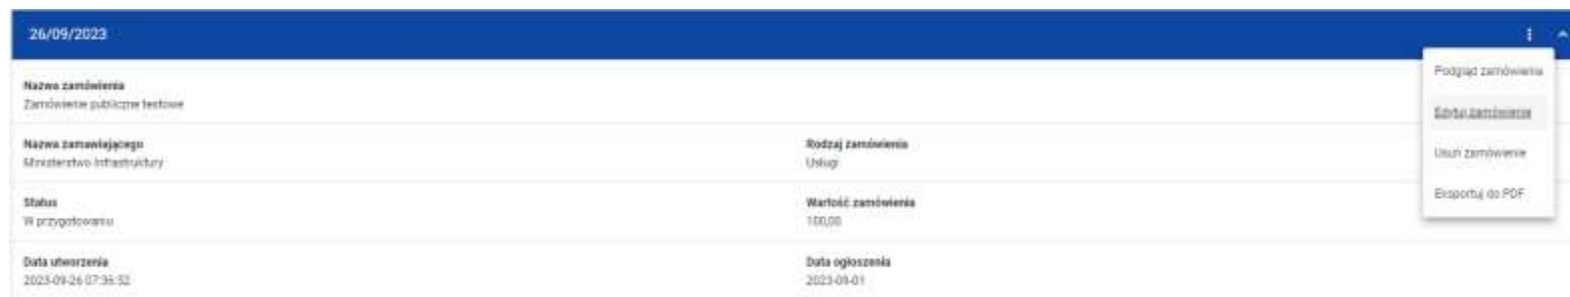 26/09/2023
Podgląd zamówienia
Nazwa zamówienia
Zamówienie publiczne testowe
Edytuj zamówienie
Nazwa zamawiającego
Rodzaj zamówienia
Ministerstwo Infrastruktury
Usługi
Usuń zamówienie
Status
Wartość zamówienia
W przygotowaniu
100,00
Eksportuj do PDF
Data utworzenia
Data ogłoszenia
2023-09-26 07:36:52
2023-09-01